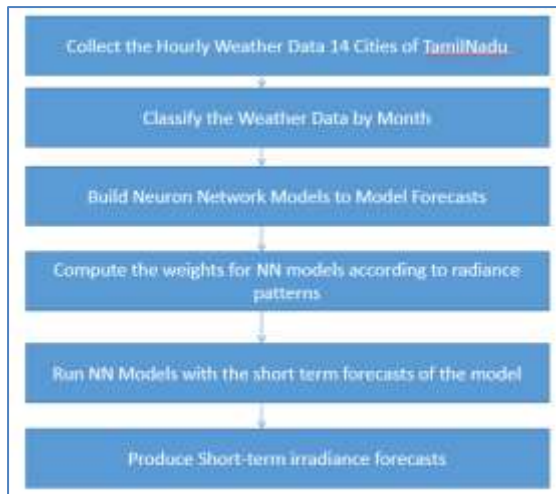 Collect the Hourly Weather Data 14 Cities of TamilNadu
Classify the Weather Data by Month
Build Neuron Network Models to Model Forecasts
Compute the weights for NN models according to radiance
patterns
Run NN Models with the short term forecasts of the model
Produce Short-term irradiance forecasts